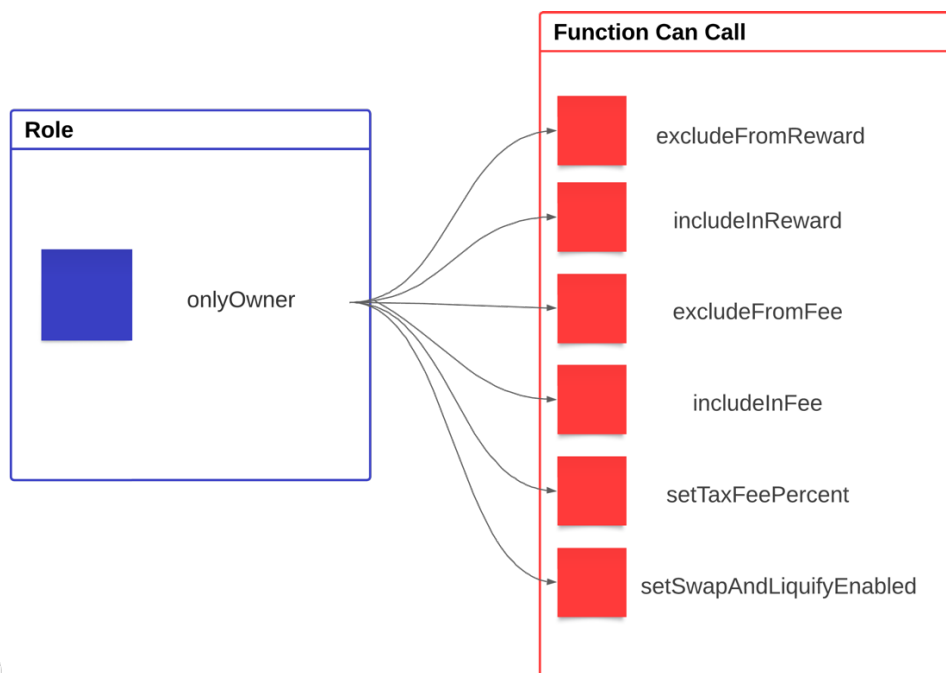 Function Can Call
Role
excludeFromReward
includeInReward
onlyOwner
excludeFromFee
includeInFee
setTaxFeePercent
setSwapAndLiquifyEnabled